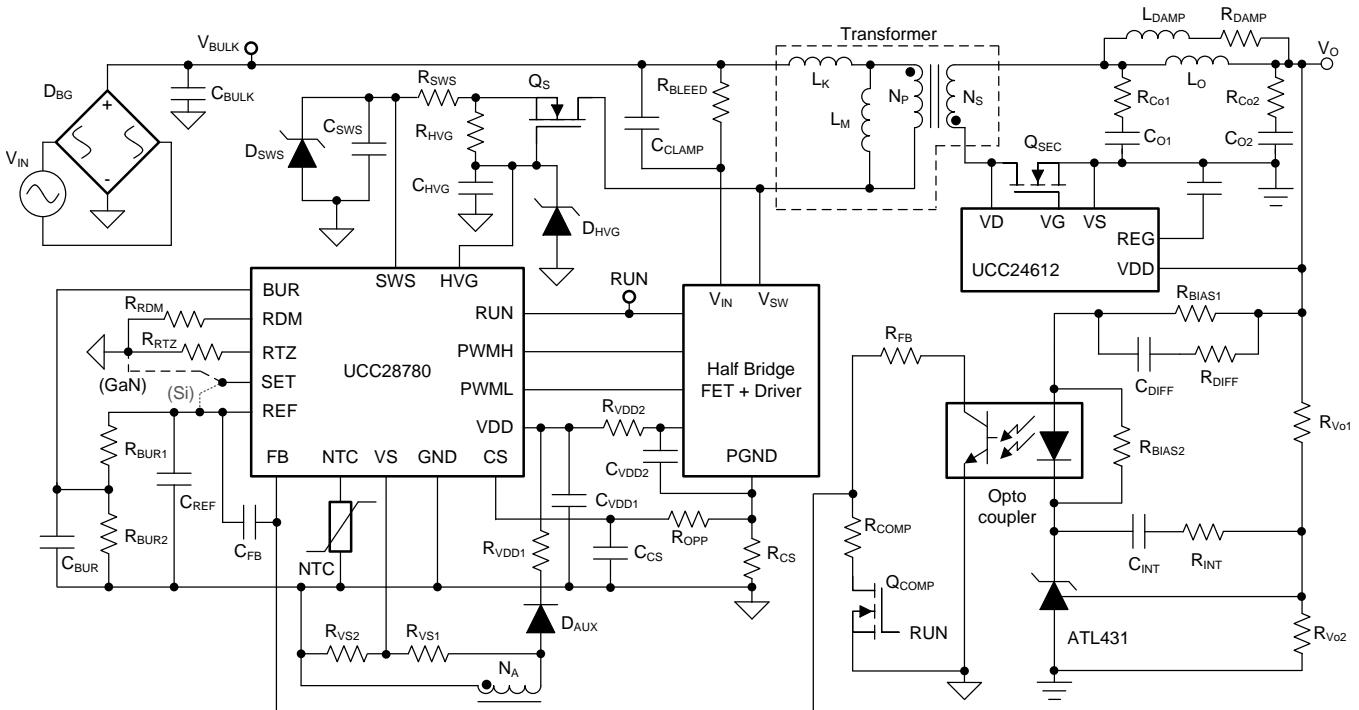 Transformer
LDAMP
RDAMP
VO
VBULK
DBG
CBULK
VIN
RSWS
QS
CSWS
RHVG
DSWS
CHVG
DHVG
RBLEED
CCLAMP
LK
LM
NP
NS
LO
RCo1
RCo2
CO1
CO2
QSEC
VD
VG
VS
REG
VDD
UCC24612
SWS
HVG
BUR
RDM
RTZ
SET
REF
FB
NTC
VS
GND
CS
RUN
PWMH
PWML
VDD
UCC28780
RUN
VIN
VSW
Half Bridge
FET + Driver
PGND
RRDM
RRTZ
(GaN)
(Si)
RBUR1
RBUR2
CBUR
CREF
CFB
NTC
RVDD2
CVDD2
CVDD1
RVDD1
ROPP
CCS
RCS
DAUX
RVS2
RVS1
NA
RFB
RCOMP
QCOMP
RUN
Opto
coupler
RBIAS1
CDIFF
RDIFF
RBIAS2
CINT
RINT
ATL431
RVo1
RVo2